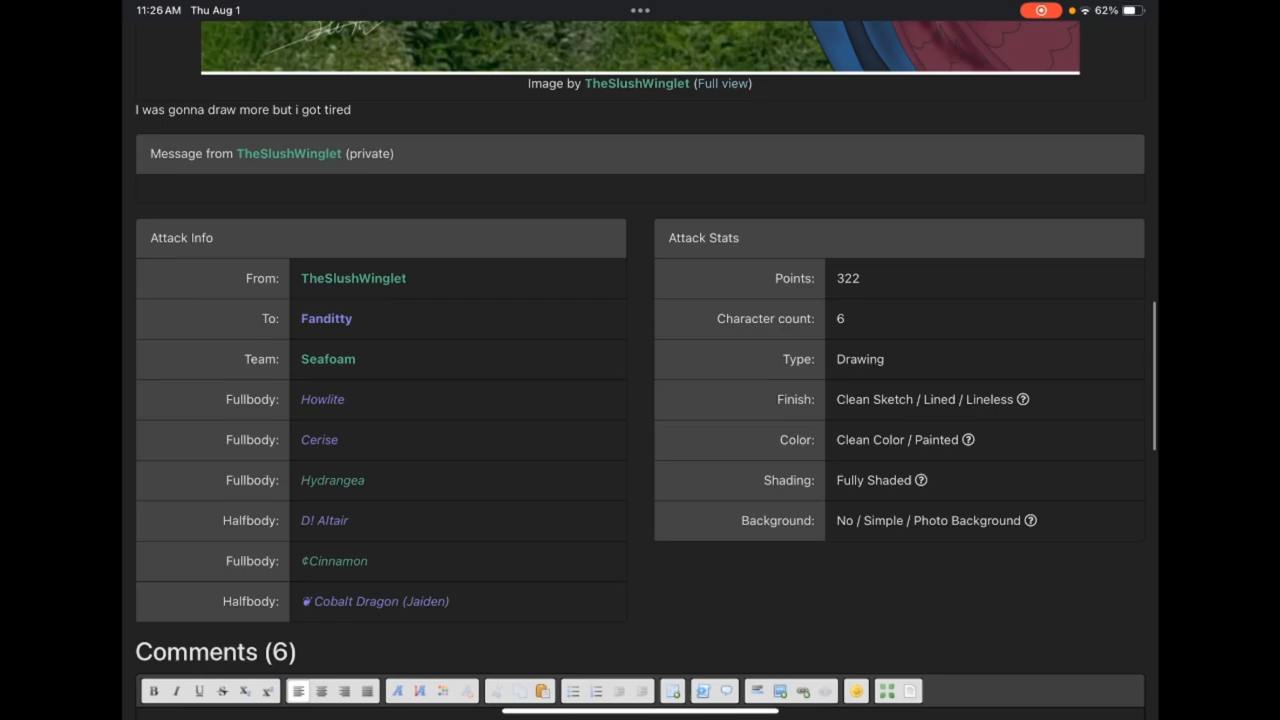 11:26 AM Thu Aug 1
62%
Image by TheSlushWinglet (Full view)
I was gonna draw more but i got tired
Message from TheSlushWinglet (private)
Attack Info
From: TheSlushWinglet
To: Fanditty
Team: Seafoam
Fullbody: Howlite
Fullbody: Cerise
Fullbody: Hydrangea
Halfbody: D! Altair
Fullbody: ¢Cinnamon
Halfbody: ❦ Cobalt Dragon (Jaiden)
Attack Stats
Points: 322
Character count: 6
Type: Drawing
Finish: Clean Sketch / Lined / Lineless
Color: Clean Color / Painted
Shading: Fully Shaded
Background: No / Simple / Photo Background
Comments (6)